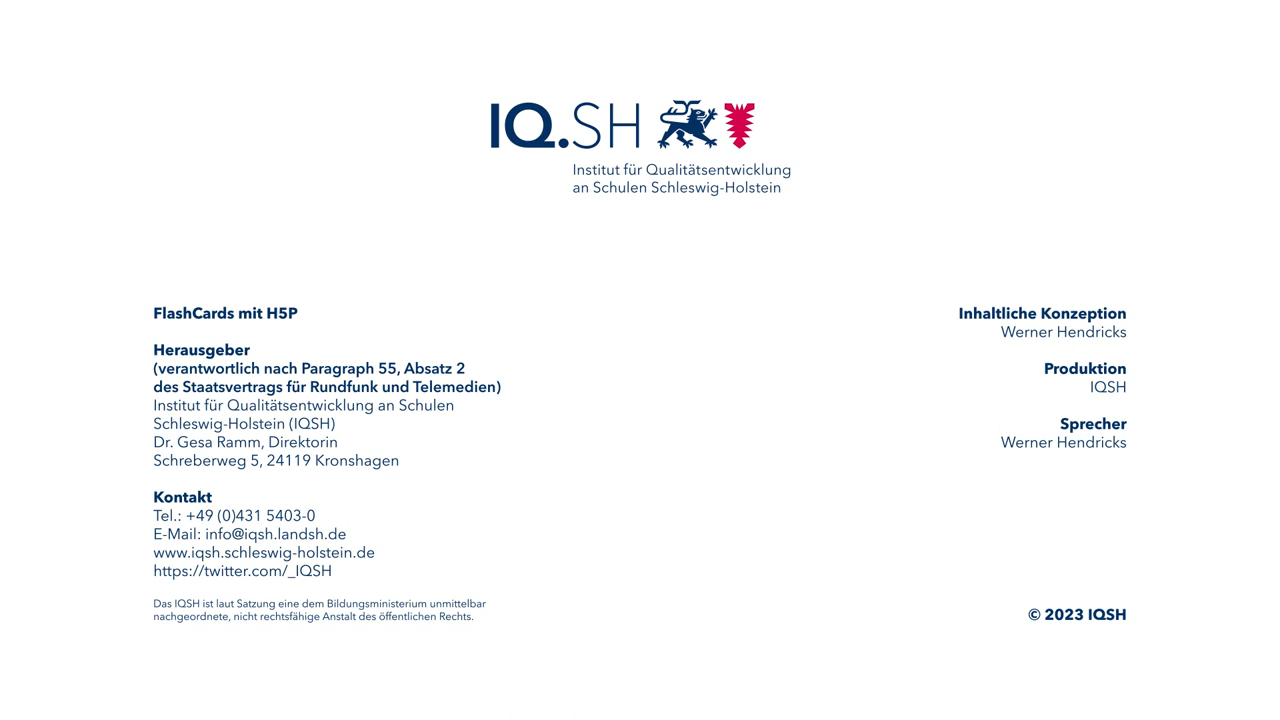 IQ.SH
Institut für Qualitätsentwicklung
an Schulen Schleswig-Holstein
FlashCards mit H5P
Herausgeber
(verantwortlich nach Paragraph 55, Absatz 2
des Staatsvertrags für Rundfunk und Telemedien)
Institut für Qualitätsentwicklung an Schulen
Schleswig-Holstein (IQSH)
Dr. Gesa Ramm, Direktorin
Schreberweg 5, 24119 Kronshagen
Kontakt
Tel.: +49 (0)431 5403-0
E-Mail: info@iqsh.landsh.de
www.iqsh.schleswig-holstein.de
https://twitter.com/_IQSH
Das IQSH ist laut Satzung eine dem Bildungsministerium unmittelbar
nachgeordnete, nicht rechtsfähige Anstalt des öffentlichen Rechts.
Inhaltliche Konzeption
Werner Hendricks
Produktion
IQSH
Sprecher
Werner Hendricks
© 2023 IQSH